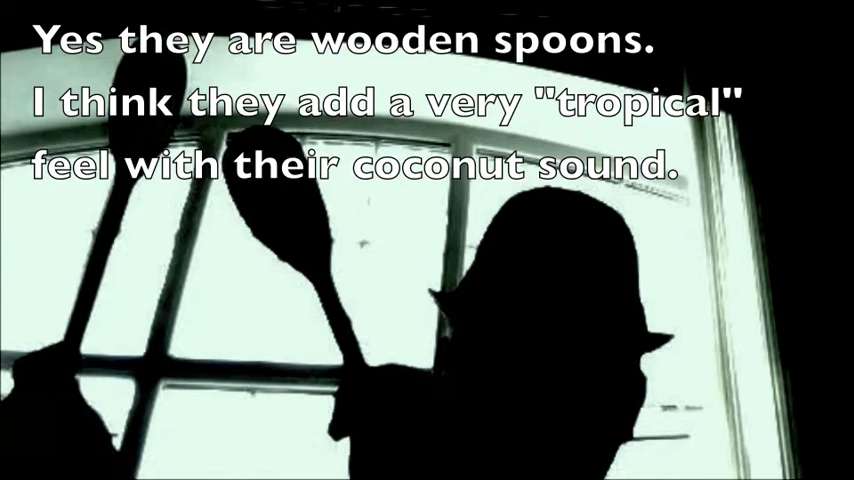 Yes they are wooden spoons.
I think they add a very "tropical"
feel with their coconut sound.